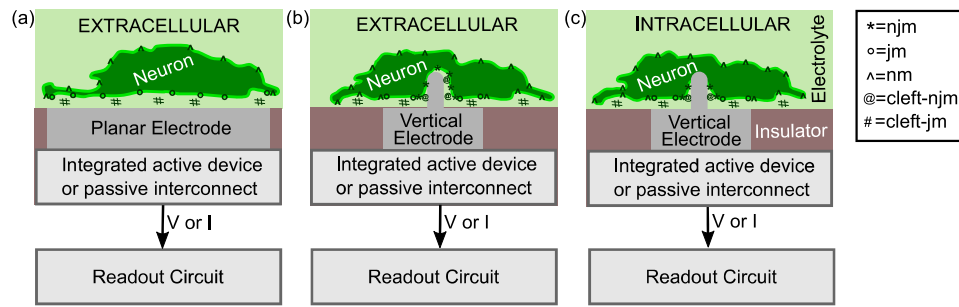 (a)
EXTRACELLULAR
Neuron
Planar Electrode
Integrated active device
or passive interconnect
V or I
Readout Circuit
(b)
EXTRACELLULAR
Neuron
Vertical
Electrode
Integrated active device
or passive interconnect
V or I
Readout Circuit
(c)
INTRACELLULAR
Neuron
Electrolyte
Vertical
Electrode
Insulator
Integrated active device
or passive interconnect
V or I
Readout Circuit
*=njm
o=jm
^=nm
@=cleft-njm
#=cleft-jm